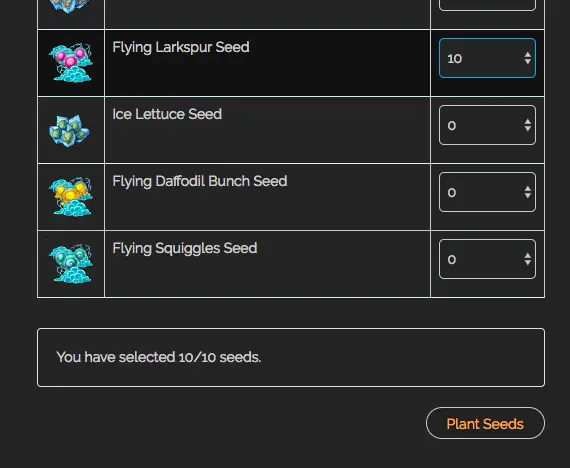 Flying Larkspur Seed
10
Ice Lettuce Seed
0
Flying Daffodil Bunch Seed
0
Flying Squiggles Seed
0
You have selected 10/10 seeds.
Plant Seeds